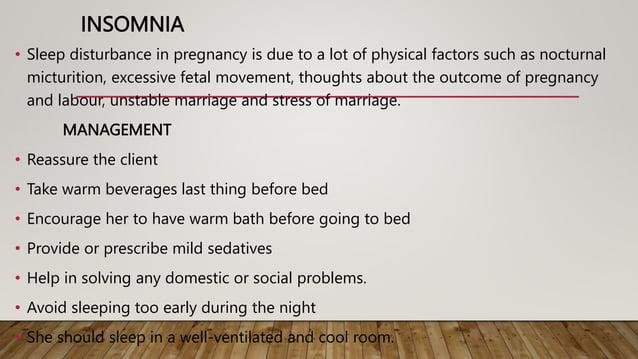 INSOMNIA
• Sleep disturbance in pregnancy is due to a lot of physical factors such as nocturnal
micturition, excessive fetal movement, thoughts about the outcome of pregnancy
and labour, unstable marriage and stress of marriage.
MANAGEMENT
• Reassure the client
• Take warm beverages last thing before bed
• Encourage her to have warm bath before going to bed
• Provide or prescribe mild sedatives
• Help in solving any domestic or social problems.
• Avoid sleeping too early during the night
• She should sleep in a well-ventilated and cool room.